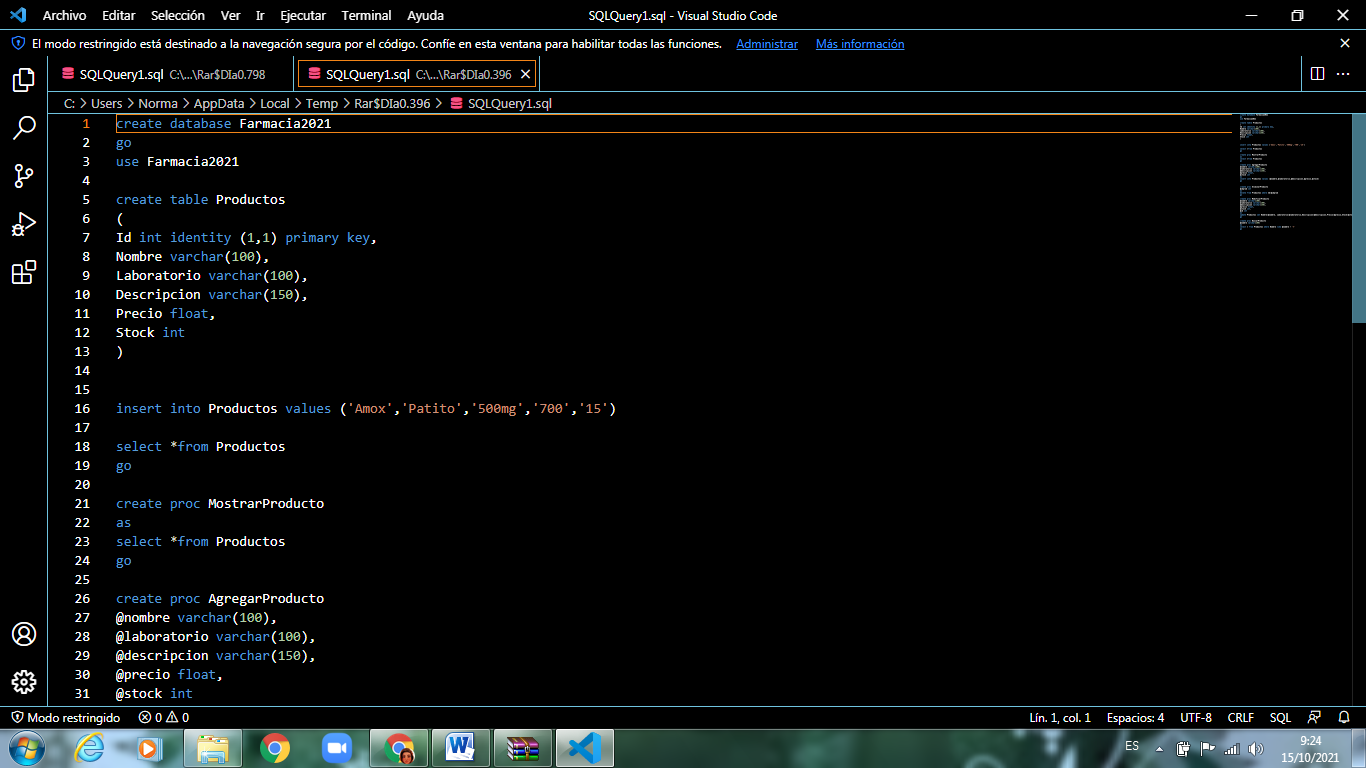 Archivo Editar Selección Ver Ir Ejecutar Terminal Ayuda SQLQuery1.sql - Visual Studio Code
El modo restringido está destinado a la navegación segura por el código. Confíe en esta ventana para habilitar todas las funciones. Administrar Más información
SQLQuery1.sql C:\...\Rar$DIa0.798 SQLQuery1.sql C:\...\Rar$DIa0.396
C: > Users > Norma > AppData > Local > Temp > Rar$DIa0.396 > SQLQuery1.sql
1 create database Farmacia2021
2 go
3 use Farmacia2021
4
5 create table Productos
6 (
7 Id int identity (1,1) primary key,
8 Nombre varchar(100),
9 Laboratorio varchar(100),
10 Descripcion varchar(150),
11 Precio float,
12 Stock int
13 )
14
15
16 insert into Productos values ('Amox','Patito','500mg','700','15')
17
18 select *from Productos
19 go
20
21 create proc MostrarProducto
22 as
23 select *from Productos
24 go
25
26 create proc AgregarProducto
27 @nombre varchar(100),
28 @laboratorio varchar(100),
29 @descripcion varchar(150),
30 @precio float,
31 @stock int
Modo restringido 0 0 Lín. 1, col. 1 Espacios: 4 UTF-8 CRLF SQL
ES 9:24
15/10/2021